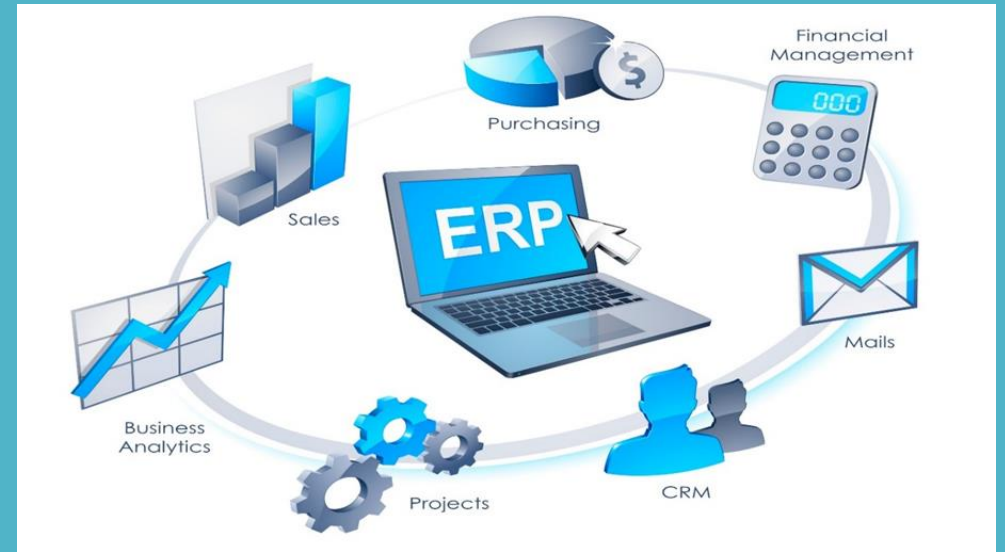 Financial
Management
000
$
Purchasing
Sales
ERP
Mails
Business
Analytics
CRM
Projects